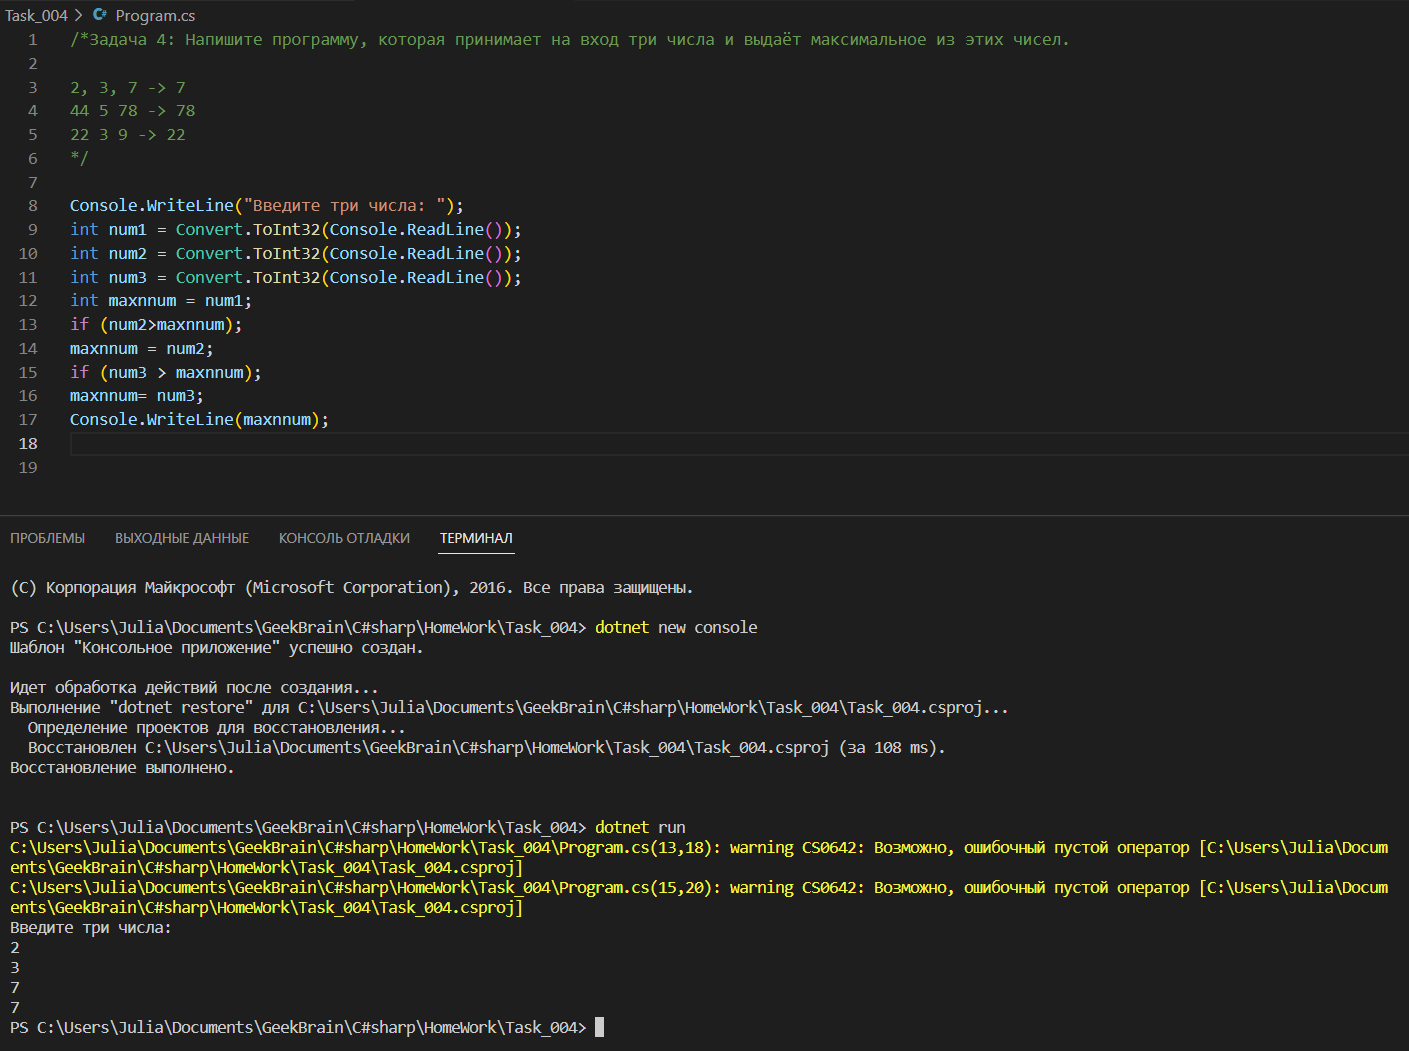 Task_004 > C# Program.cs
1 /*Задача 4: Напишите программу, которая принимает на вход три числа и выдаёт максимальное из этих чисел.
2
3 2, 3, 7 -> 7
4 44 5 78 -> 78
5 22 3 9 -> 22
6 */
7
8 Console.WriteLine("Введите три числа: ");
9 int num1 = Convert.ToInt32(Console.ReadLine());
10 int num2 = Convert.ToInt32(Console.ReadLine());
11 int num3 = Convert.ToInt32(Console.ReadLine());
12 int maxnnum = num1;
13 if (num2>maxnnum);
14 maxnnum = num2;
15 if (num3 > maxnnum);
16 maxnnum= num3;
17 Console.WriteLine(maxnnum);
18
19
ПРОБЛЕМЫ ВЫХОДНЫЕ ДАННЫЕ КОНСОЛЬ ОТЛАДКИ ТЕРМИНАЛ
(C) Корпорация Майкрософт (Microsoft Corporation), 2016. Все права защищены.
PS C:\Users\Julia\Documents\GeekBrain\C#sharp\HomeWork\Task_004> dotnet new console
Шаблон "Консольное приложение" успешно создан.
Идет обработка действий после создания...
Выполнение "dotnet restore" для C:\Users\Julia\Documents\GeekBrain\C#sharp\HomeWork\Task_004\Task_004.csproj...
Определение проектов для восстановления...
Восстановлен C:\Users\Julia\Documents\GeekBrain\C#sharp\HomeWork\Task_004\Task_004.csproj (за 108 ms).
Восстановление выполнено.
PS C:\Users\Julia\Documents\GeekBrain\C#sharp\HomeWork\Task_004> dotnet run
C:\Users\Julia\Documents\GeekBrain\C#sharp\HomeWork\Task_004\Program.cs(13,18): warning CS0642: Возможно, ошибочный пустой оператор [C:\Users\Julia\Docum
ents\GeekBrain\C#sharp\HomeWork\Task_004\Task_004.csproj]
C:\Users\Julia\Documents\GeekBrain\C#sharp\HomeWork\Task_004\Program.cs(15,20): warning CS0642: Возможно, ошибочный пустой оператор [C:\Users\Julia\Docum
ents\GeekBrain\C#sharp\HomeWork\Task_004\Task_004.csproj]
Введите три числа:
2
3
7
7
PS C:\Users\Julia\Documents\GeekBrain\C#sharp\HomeWork\Task_004>